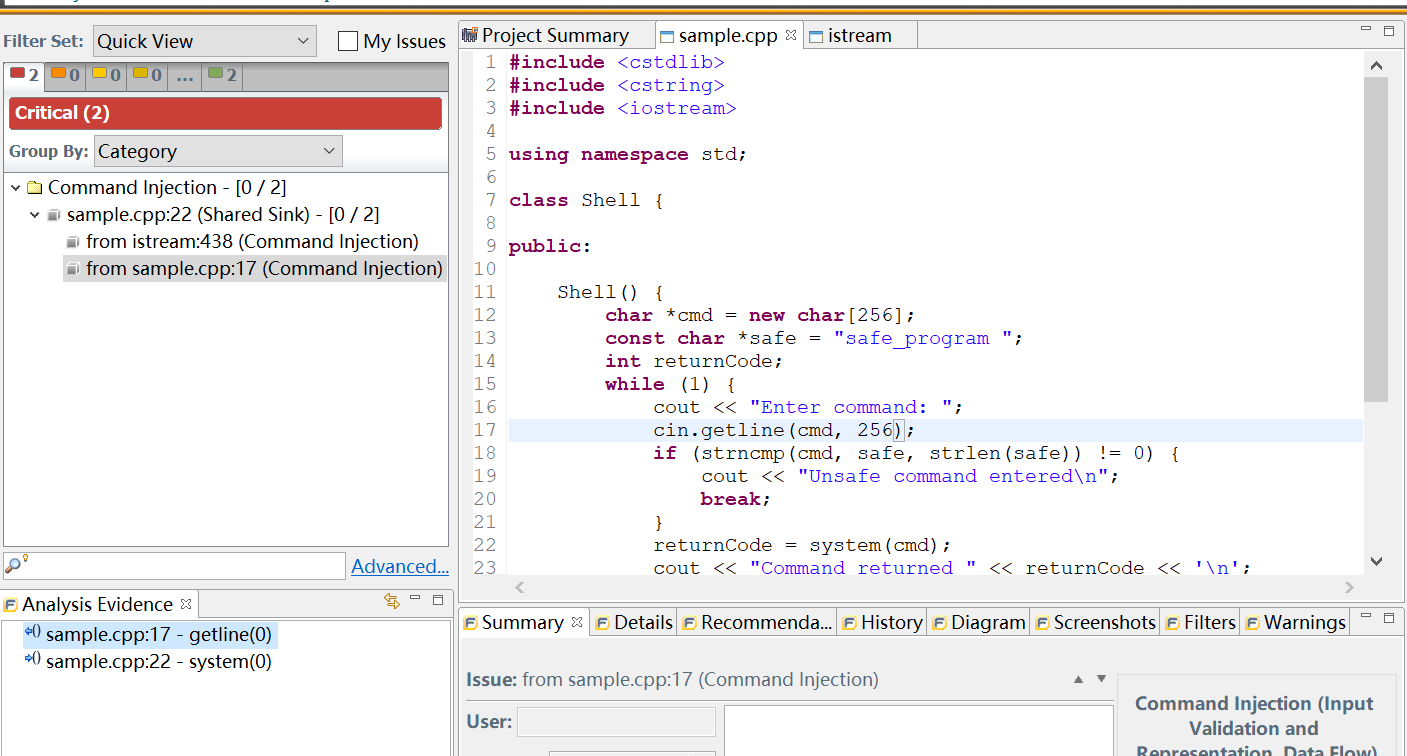 Filter Set: Quick View My Issues
2 0 0 0 ... 2
Critical (2)
Group By: Category
Command Injection - [0 / 2]
sample.cpp:22 (Shared Sink) - [0 / 2]
from istream:438 (Command Injection)
from sample.cpp:17 (Command Injection)
Advanced...
Analysis Evidence
sample.cpp:17 - getline(0)
sample.cpp:22 - system(0)
Project Summary sample.cpp istream
1 #include <cstdlib>
2 #include <cstring>
3 #include <iostream>
4
5 using namespace std;
6
7 class Shell {
8
9 public:
10
11 Shell() {
12 char *cmd = new char[256];
13 const char *safe = "safe_program ";
14 int returnCode;
15 while (1) {
16 cout << "Enter command: ";
17 cin.getline(cmd, 256);
18 if (strncmp(cmd, safe, strlen(safe)) != 0) {
19 cout << "Unsafe command entered\n";
20 break;
21 }
22 returnCode = system(cmd);
23 cout << "Command returned " << returnCode << '\n';
Summary Details Recommenda... History Diagram Screenshots Filters Warnings
Issue: from sample.cpp:17 (Command Injection)
User:
Command Injection (Input
Validation and
Representation, Data Flow)